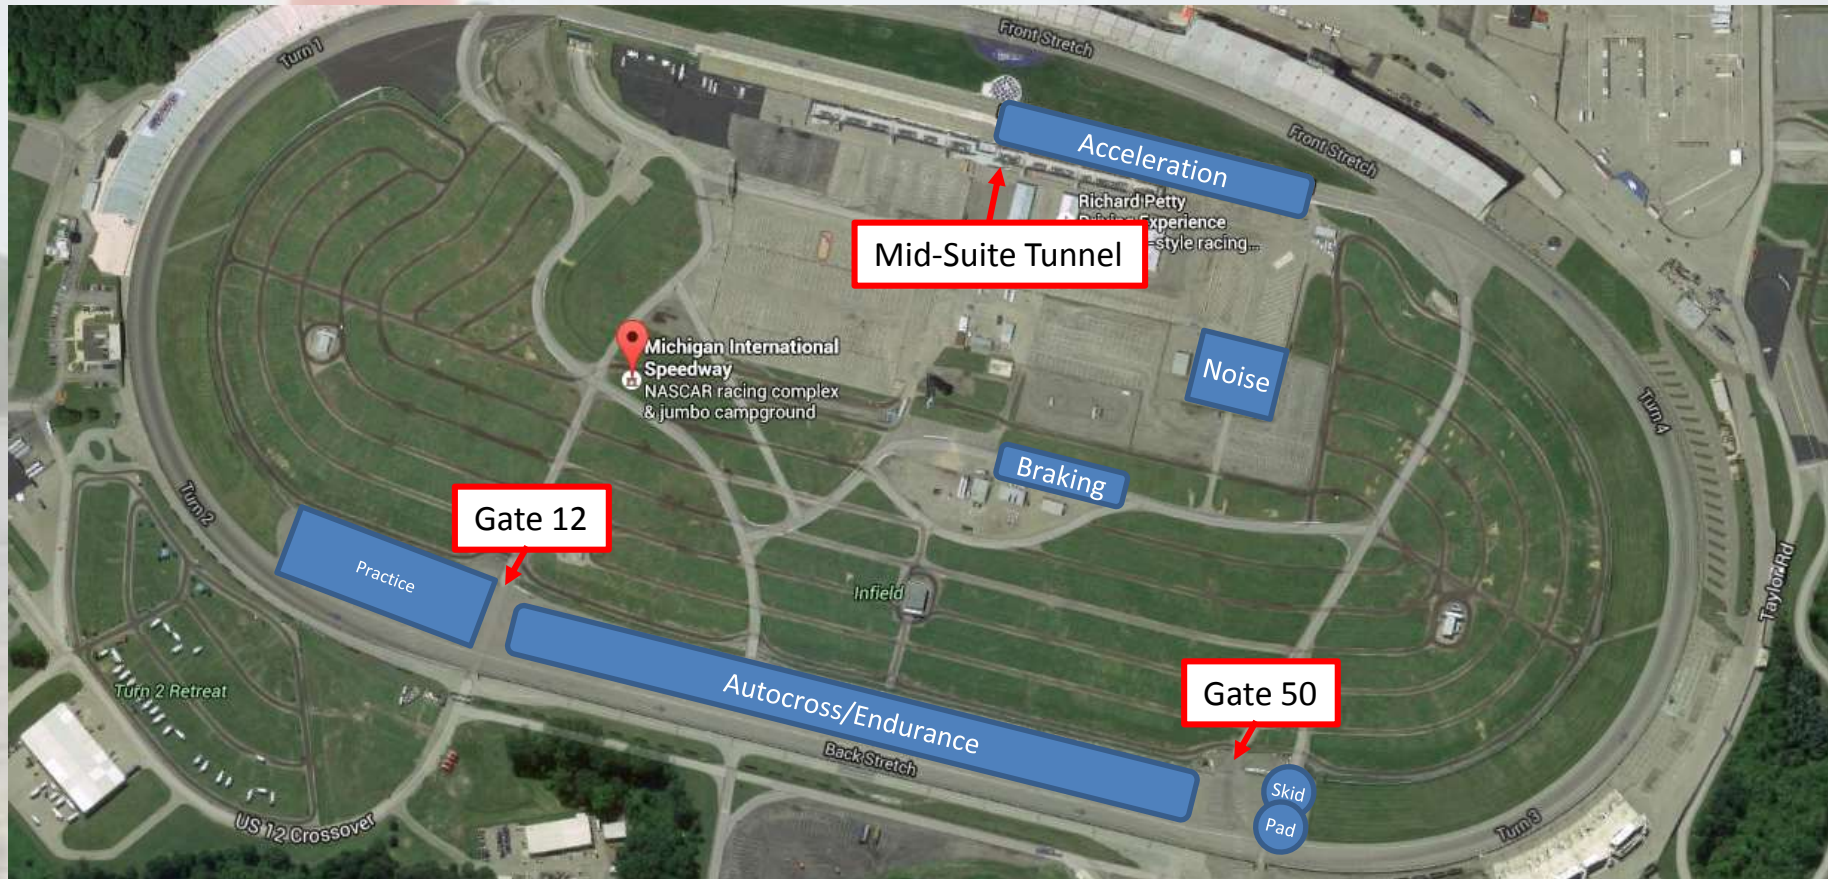 Turn 1
Front Stretch
Front Stretch
Acceleration
Richard Petty
Driving Experience
-style racing...
Mid-Suite Tunnel
Michigan International
Speedway
NASCAR racing complex
& jumbo campground
Noise
Turn 4
Braking
Turn 2
Gate 12
Practice
Infield
Taylor Rd
Turn 2 Retreat
Autocross/Endurance
Gate 50
Back Stretch
Skid
Pad
US 12 Crossover
Turn 3